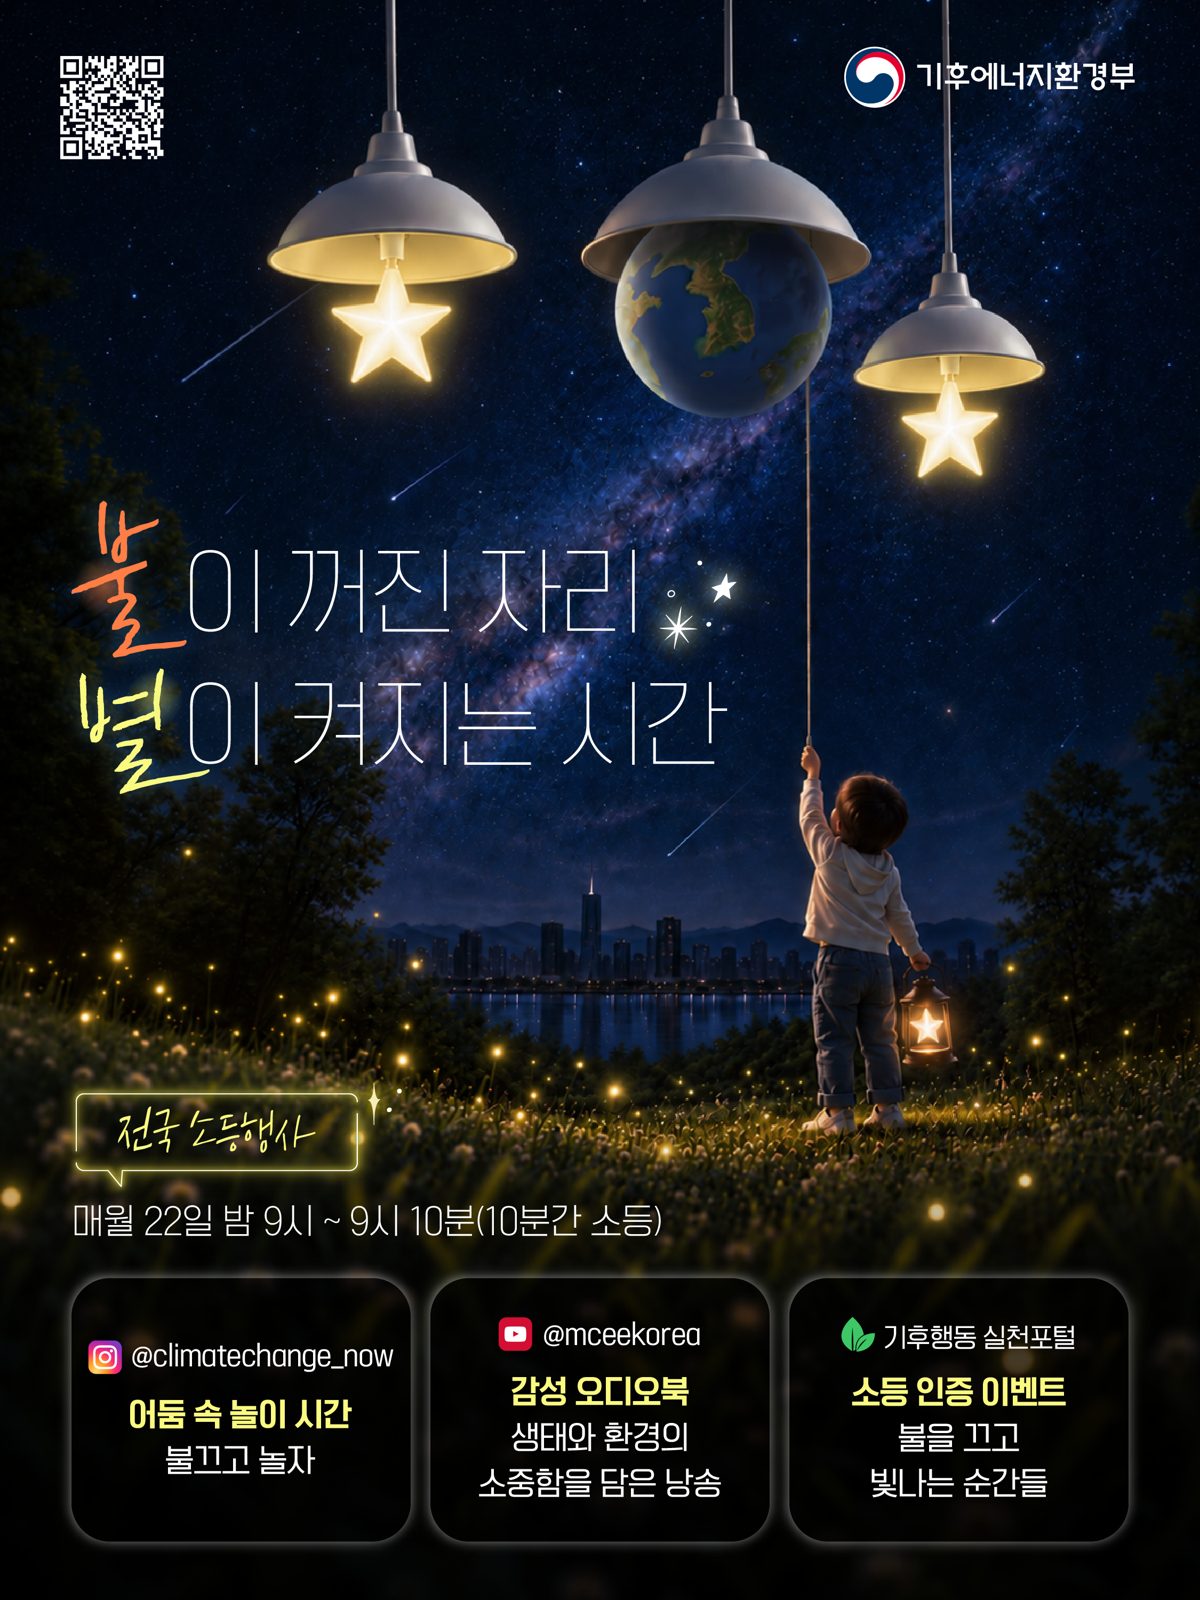 기후에너지환경부
불이 꺼진 자리
별이 켜지는 시간
전국 소등행사
매월 22일 밤 9시 ~ 9시 10분(10분간 소등)
@climatechange_now
어둠 속 놀이 시간
불끄고 놀자
@mceekorea
감성 오디오북
생태와 환경의
소중함을 담은 낭송
기후행동 실천포털
소등 인증 이벤트
불을 끄고
빛나는 순간들